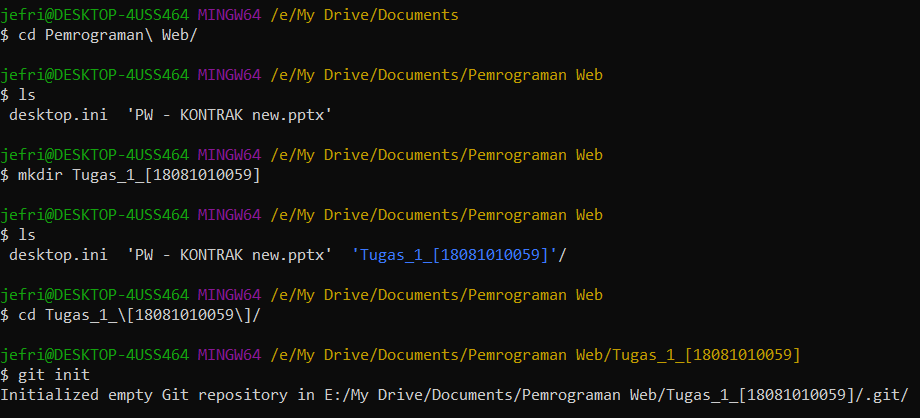 jefri@DESKTOP-4USS464 MINGW64 /e/My Drive/Documents
$ cd Pemrograman\ Web/
jefri@DESKTOP-4USS464 MINGW64 /e/My Drive/Documents/Pemrograman Web
$ ls
desktop.ini  'PW - KONTRAK new.pptx'
jefri@DESKTOP-4USS464 MINGW64 /e/My Drive/Documents/Pemrograman Web
$ mkdir Tugas_1_[18081010059]
jefri@DESKTOP-4USS464 MINGW64 /e/My Drive/Documents/Pemrograman Web
$ ls
desktop.ini  'PW - KONTRAK new.pptx'  'Tugas_1_[18081010059]'/
jefri@DESKTOP-4USS464 MINGW64 /e/My Drive/Documents/Pemrograman Web
$ cd Tugas_1_\[18081010059\]/
jefri@DESKTOP-4USS464 MINGW64 /e/My Drive/Documents/Pemrograman Web/Tugas_1_[18081010059]
$ git init
Initialized empty Git repository in E:/My Drive/Documents/Pemrograman Web/Tugas_1_[18081010059]/.git/